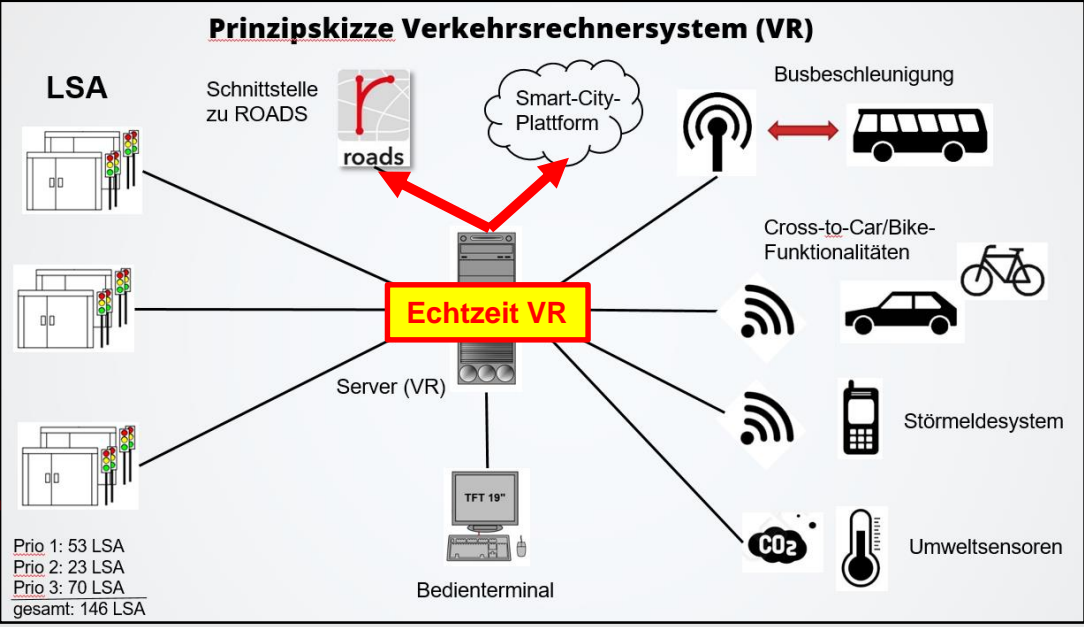 Prinzipskizze Verkehrsrechnersystem (VR)
LSA
Schnittstelle
zu ROADS
roads
Smart-City-
Plattform
Busbeschleunigung
Cross-to-Car/Bike-
Funktionalitäten
Echtzeit VR
Server (VR)
Störmeldesystem
TFT 19"
Bedienterminal
CO2
Umweltsensoren
Prio 1: 53 LSA
Prio 2: 23 LSA
Prio 3: 70 LSA
gesamt: 146 LSA